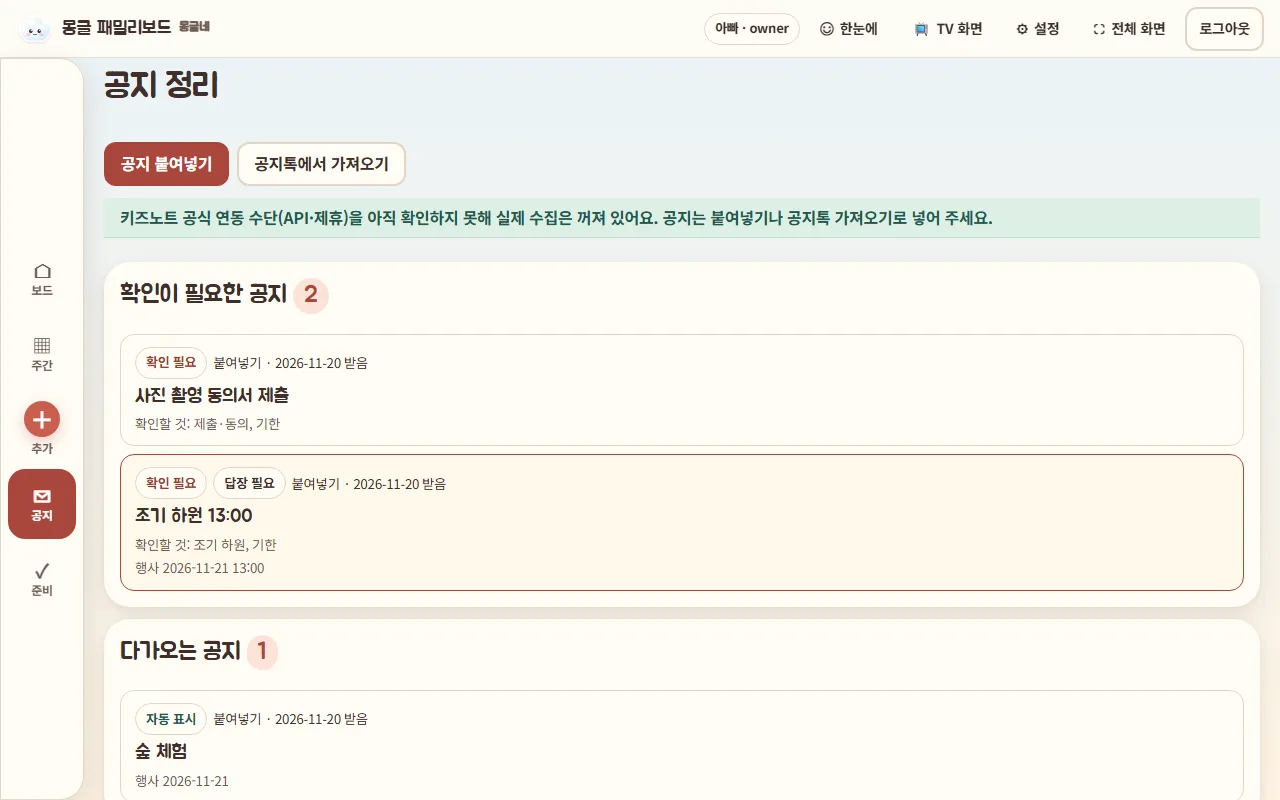 몽글 패밀리보드 몽글네
아빠 · owner
한눈에
TV 화면
설정
전체 화면
로그아웃
보드
주간
추가
공지
준비
공지 정리
공지 붙여넣기
공지톡에서 가져오기
키즈노트 공식 연동 수단(API·제휴)을 아직 확인하지 못해 실제 수집은 꺼져 있어요. 공지는 붙여넣기나 공지톡 가져오기로 넣어 주세요.
확인이 필요한 공지 2
확인 필요 붙여넣기 · 2026-11-20 받음
사진 촬영 동의서 제출
확인할 것: 제출·동의, 기한
확인 필요 답장 필요 붙여넣기 · 2026-11-20 받음
조기 하원 13:00
확인할 것: 조기 하원, 기한
행사 2026-11-21 13:00
다가오는 공지 1
자동 표시 붙여넣기 · 2026-11-20 받음
숲 체험
행사 2026-11-21